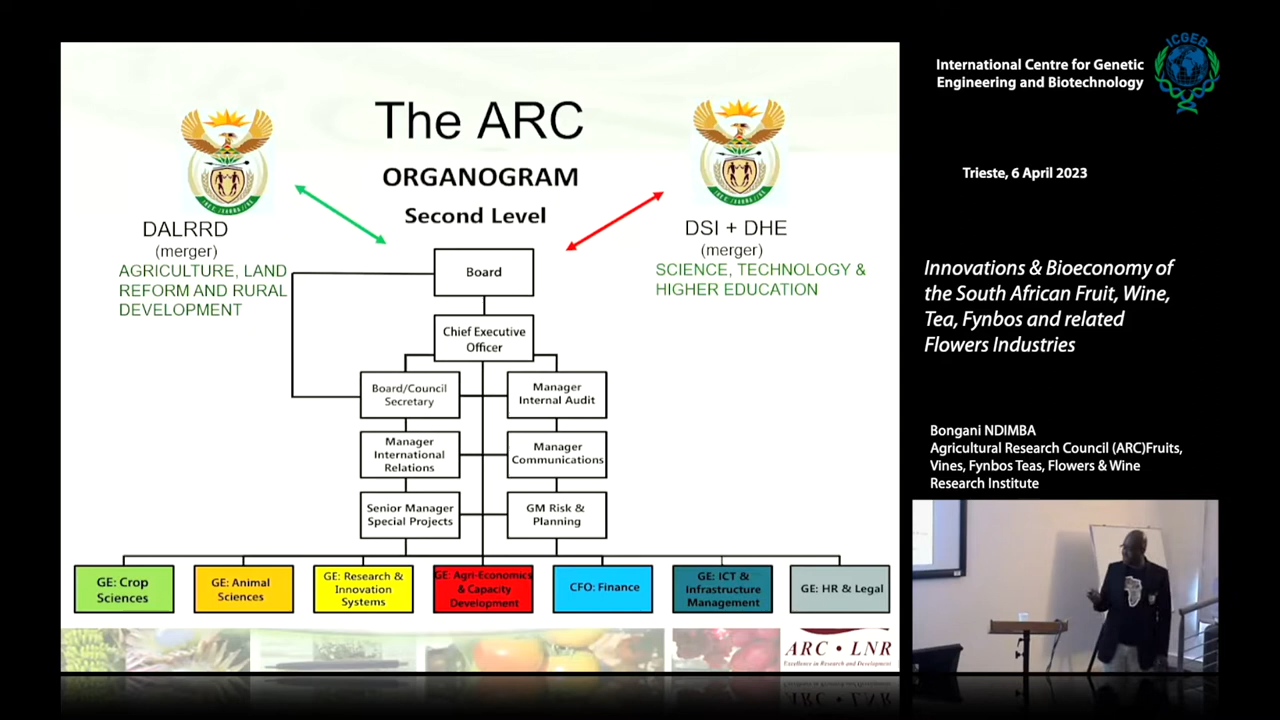 The ARC
ORGANOGRAM
Second Level
DALRRD
(merger)
AGRICULTURE, LAND
REFORM AND RURAL
DEVELOPMENT
DSI + DHE
(merger)
SCIENCE, TECHNOLOGY &
HIGHER EDUCATION
Board
Chief Executive
Officer
Board/Council
Secretary
Manager
Internal Audit
Manager
International
Relations
Manager
Communications
Senior Manager
Special Projects
GM Risk &
Planning
GE: Crop
Sciences
GE: Animal
Sciences
GE: Research &
Innovation
Systems
GE: Agri-Economics
& Capacity
Development
CFO: Finance
GE: ICT &
Infrastructure
Management
GE: HR & Legal
ARC • LNR
Excellence in Research and Development
International Centre for Genetic
Engineering and Biotechnology
ICGEB
Trieste, 6 April 2023
Innovations & Bioeconomy of
the South African Fruit, Wine,
Tea, Fynbos and related
Flowers Industries
Bongani NDIMBA
Agricultural Research Council (ARC)Fruits,
Vines, Fynbos Teas, Flowers & Wine
Research Institute